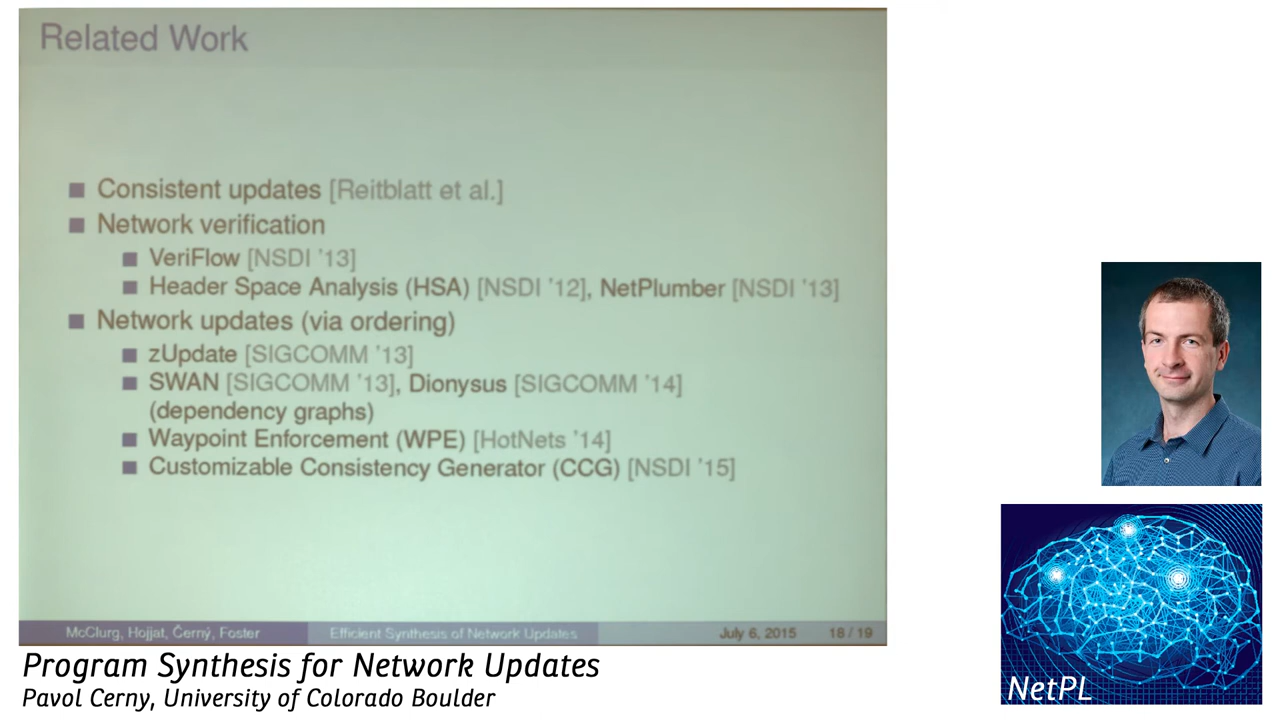 Related Work
Consistent updates [Reitblatt et al.]
Network verification
VeriFlow [NSDI '13]
Header Space Analysis (HSA) [NSDI '12], NetPlumber [NSDI '13]
Network updates (via ordering)
zUpdate [SIGCOMM '13]
SWAN [SIGCOMM '13], Dionysus [SIGCOMM '14]
(dependency graphs)
Waypoint Enforcement (WPE) [HotNets '14]
Customizable Consistency Generator (CCG) [NSDI '15]
McClurg, Hojjat, Černý, Foster
Efficient Synthesis of Network Updates
July 6, 2015
18 / 19
Program Synthesis for Network Updates
Pavol Cerny, University of Colorado Boulder
NetPL